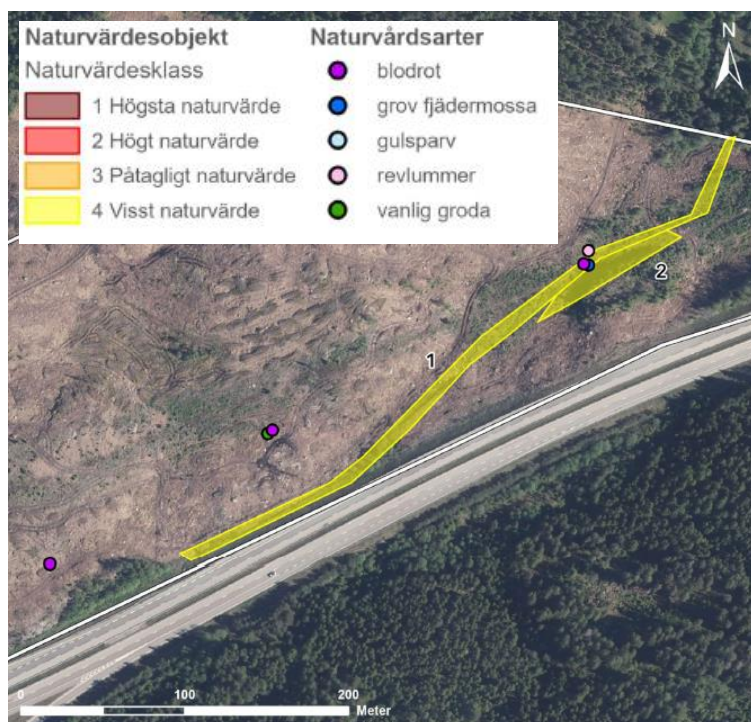 Naturvärdesobjekt
Naturvärdesklass
1 Högsta naturvärde
2 Högt naturvärde
3 Påtagligt naturvärde
4 Visst naturvärde
Naturvårdsarter
blodrot
grov fjädermossa
gulsparv
revlummer
vanlig groda
N
2
1
0 100 200
Meter